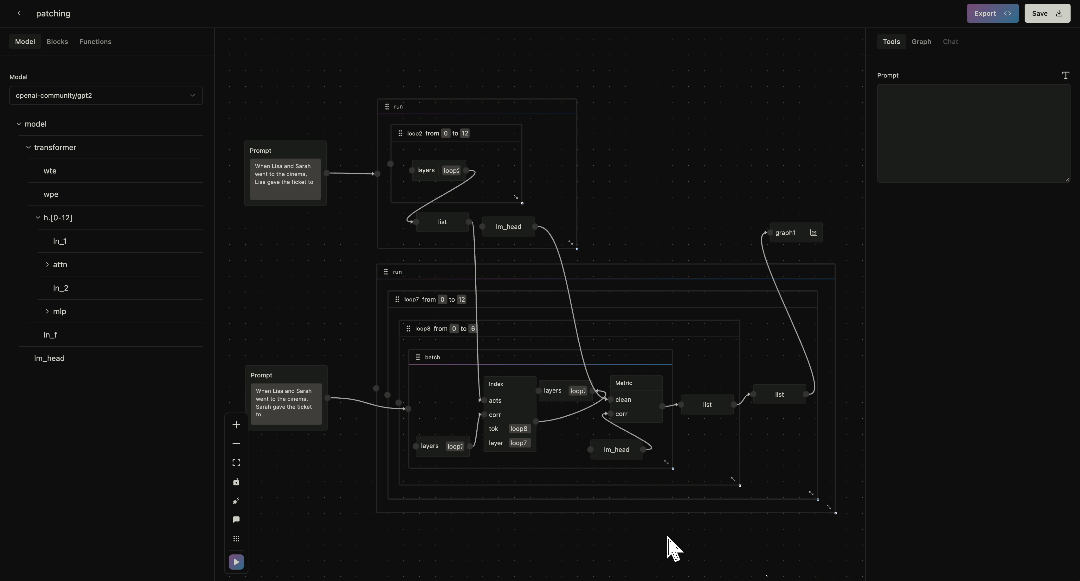 patching
Export
Save
Model
Blocks
Functions
Tools
Graph
Chat
Model
openai-community/gpt2
model
transformer
wte
wpe
h.[0-12]
ln_1
attn
ln_2
mlp
ln_f
lm_head
Prompt
When Lisa and Sarah
went to the cinema,
Lisa gave the ticket to
run
loop2 from 0 to 12
layers loop2
list
lm_head
graph1
run
loop7 from 0 to 12
loop8 from 0 to 6
batch
Prompt
When Lisa and Sarah
went to the cinema,
Sarah gave the ticket
to
layers loop7
Index
acts
corr
tok loop8
layer loop7
layers loop7
Metric
clean
corr
lm_head
list
list
Prompt